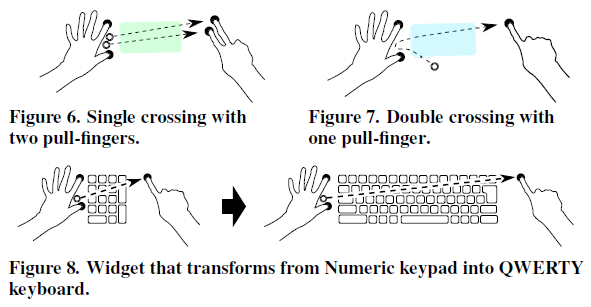 Figure 6. Single crossing with
two pull-fingers.
Figure 7. Double crossing with
one pull-finger.
Figure 8. Widget that transforms from Numeric keypad into QWERTY
keyboard.